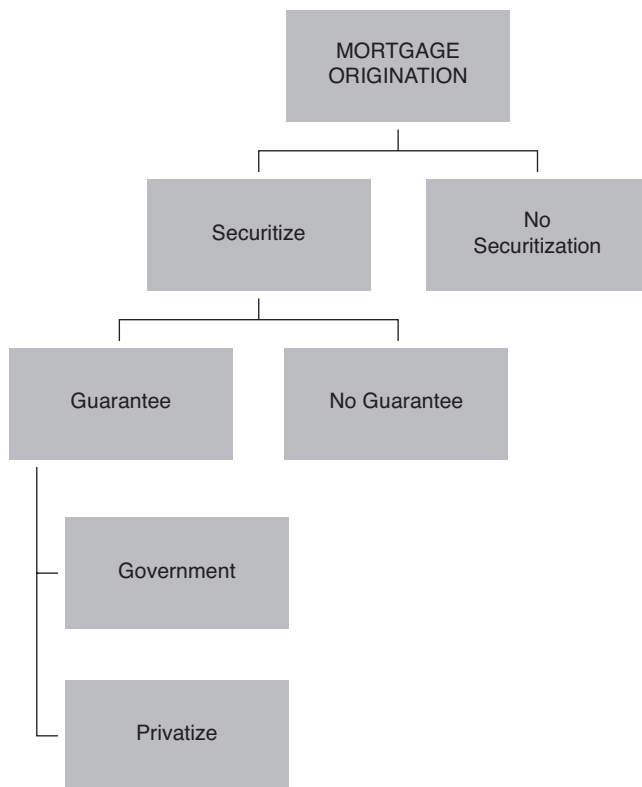 MORTGAGE
ORIGINATION
Securitize
No
Securitization
Guarantee
No Guarantee
Government
Privatize